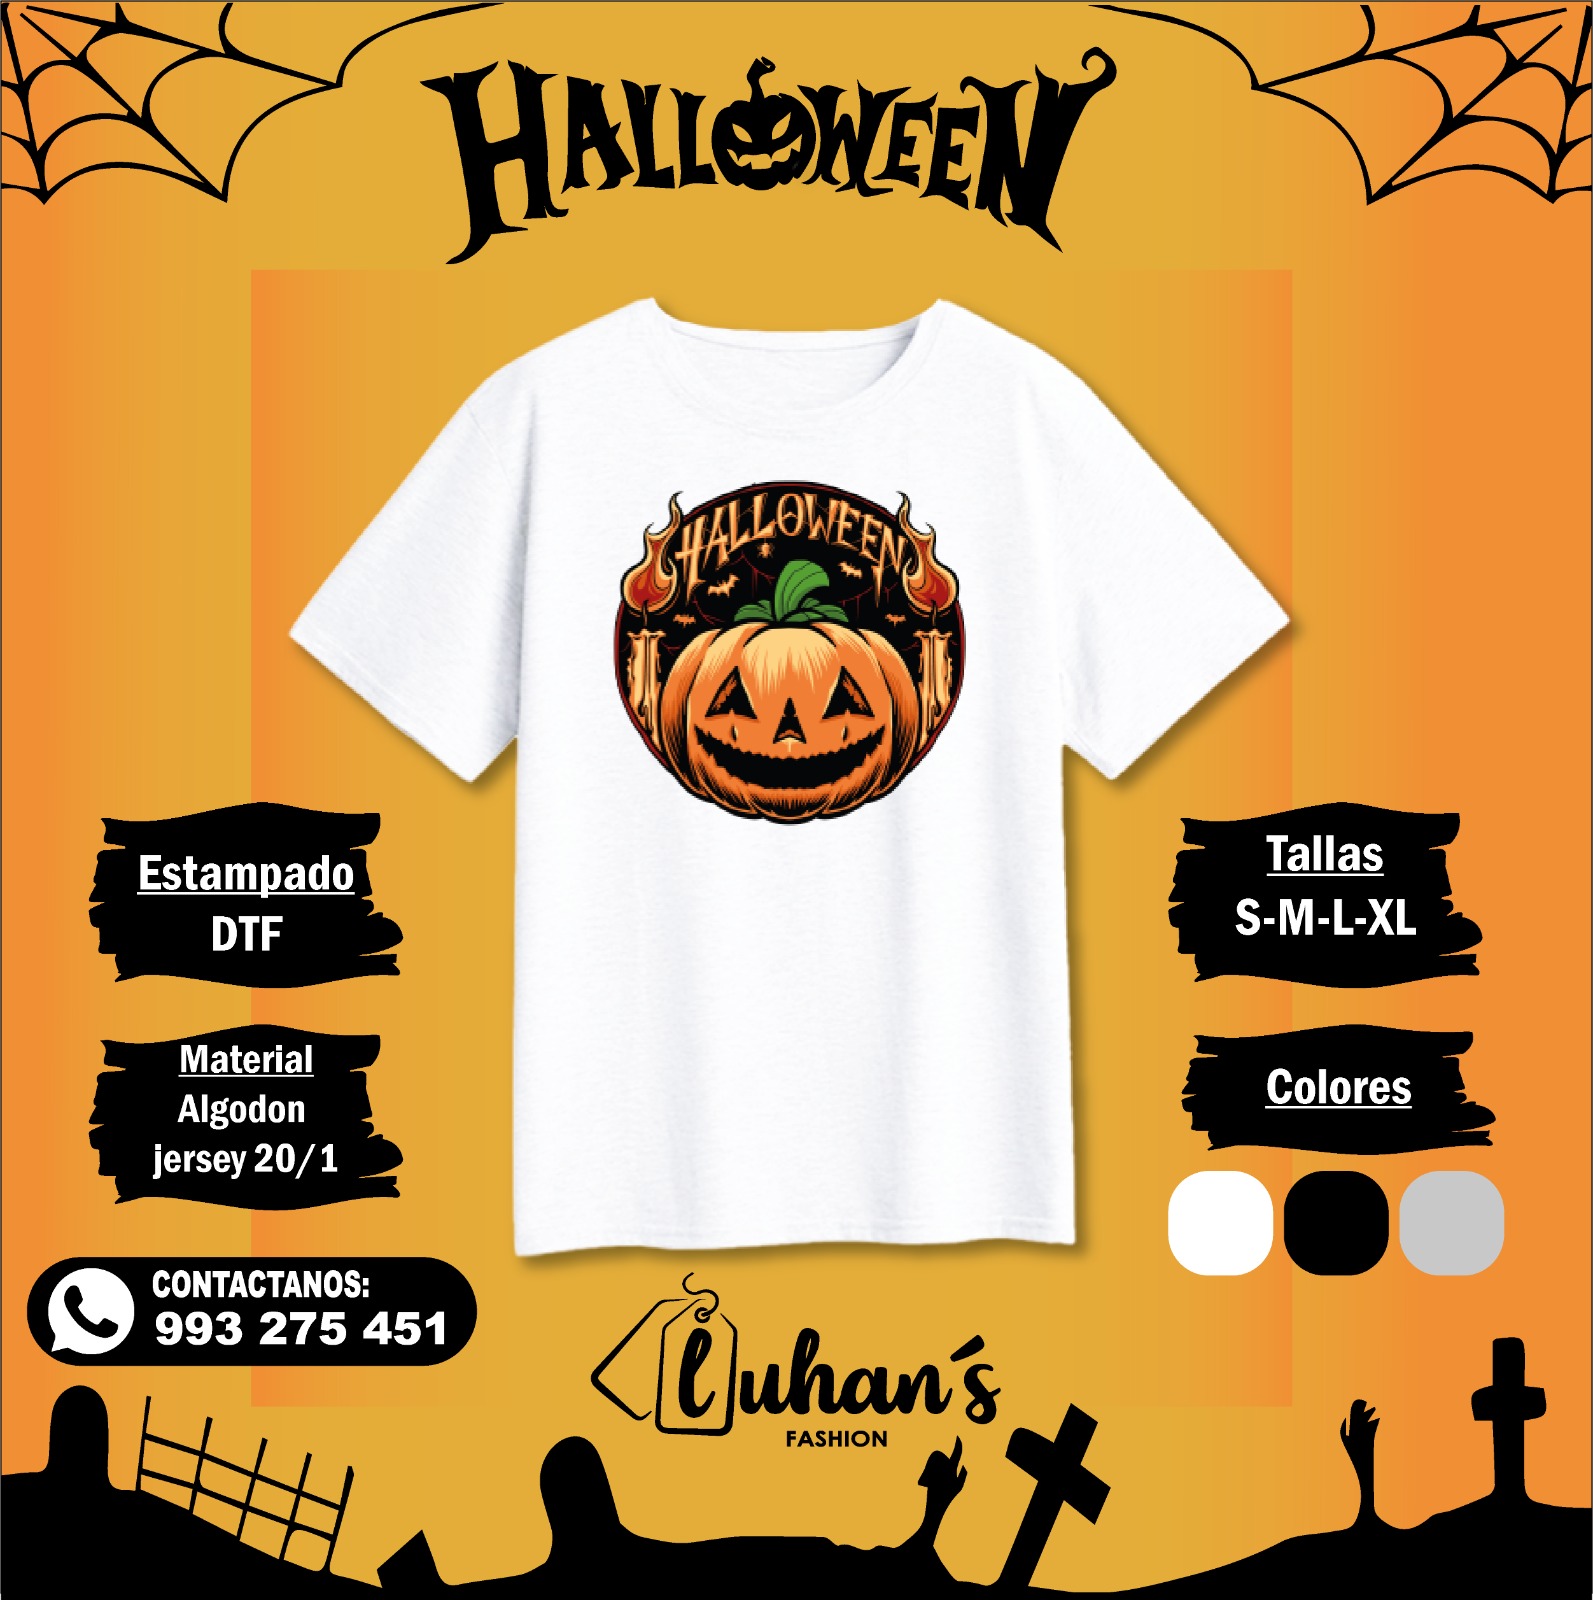 HALLOWEEN
HALLOWEEN
Estampado
DTF
Material
Algodon
jersey 20/1
Tallas
S-M-L-XL
Colores
CONTACTANOS:
993 275 451
luhan´s
FASHION